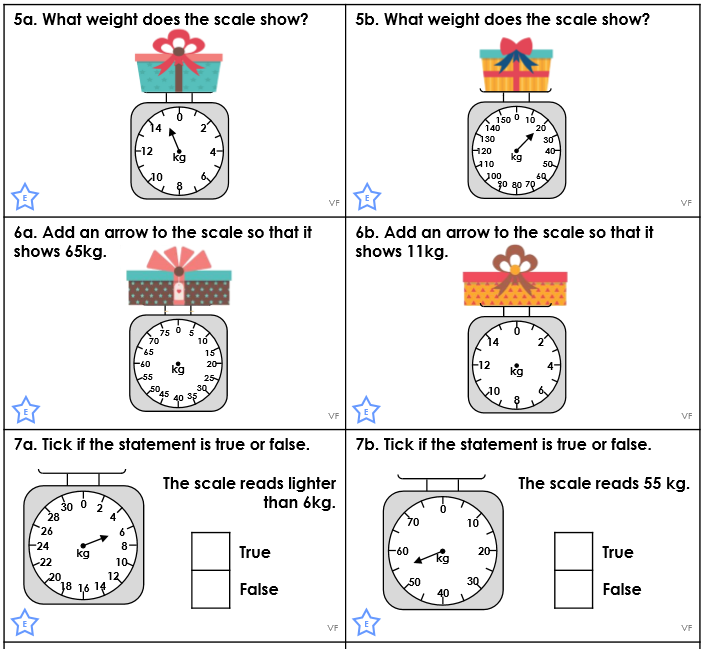 5a. What weight does the scale show?
0
2
4
6
8
10
12
14
kg
E
VF
5b. What weight does the scale show?
0
10
20
30
40
50
60
70
80
90
100
110
120
130
140
150
kg
E
VF
6a. Add an arrow to the scale so that it
shows 65kg.
0
5
10
15
20
25
30
35
40
45
50
55
60
65
70
75
kg
E
VF
6b. Add an arrow to the scale so that it
shows 11kg.
0
2
4
6
8
10
12
14
kg
E
VF
7a. Tick if the statement is true or false.
The scale reads lighter
than 6kg.
0
2
4
6
8
10
12
14
16
18
20
22
24
26
28
30
kg
True
False
E
VF
7b. Tick if the statement is true or false.
The scale reads 55 kg.
0
10
20
30
40
50
60
70
kg
True
False
E
VF